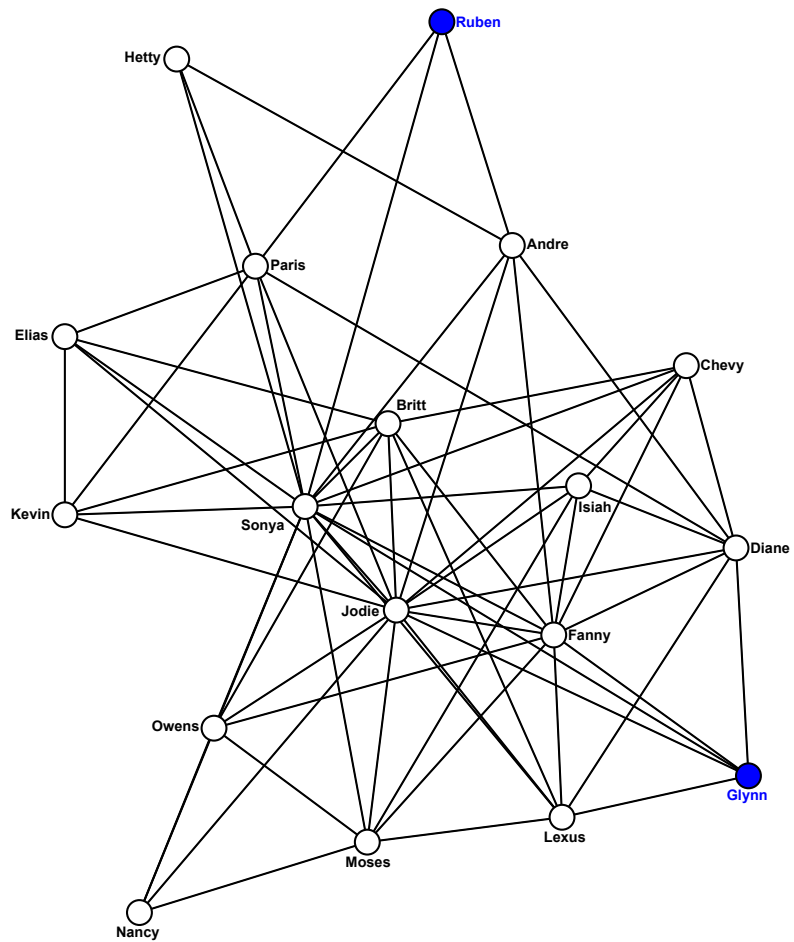 Ruben
Hetty
Andre
Paris
Elias
Chevy
Britt
Isiah
Kevin
Sonya
Diane
Jodie
Fanny
Owens
Glynn
Lexus
Moses
Nancy